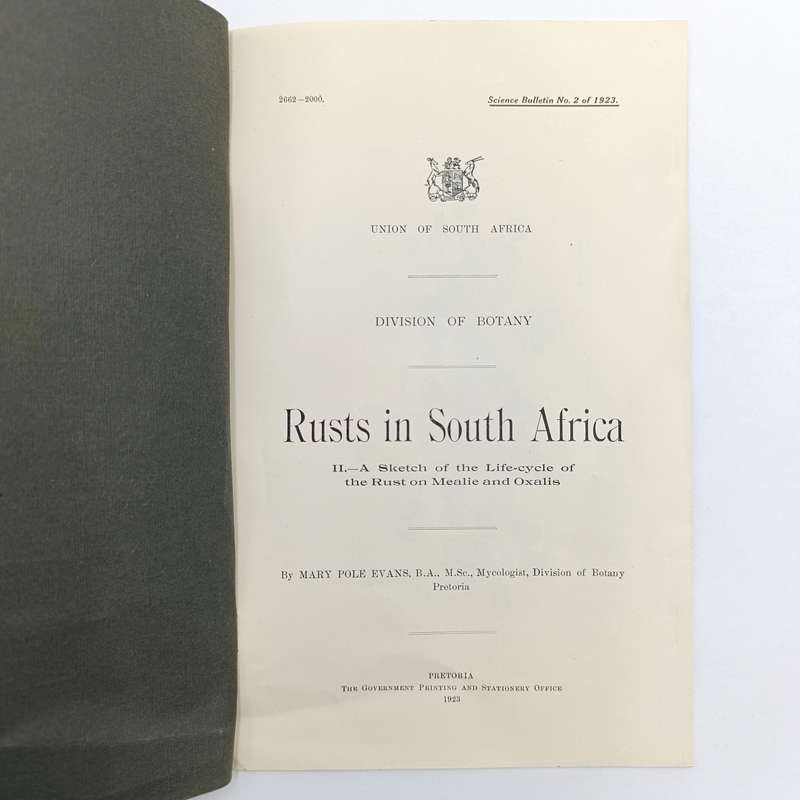 2662—2000.
Science Bulletin No. 2 of 1923.
UNION OF SOUTH AFRICA
DIVISION OF BOTANY
Rusts in South Africa
II.—A Sketch of the Life-cycle of
the Rust on Mealie and Oxalis
By MARY POLE EVANS, B.A., M.Sc., Mycologist, Division of Botany
Pretoria
PRETORIA
The Government Printing and Stationery Office
1923